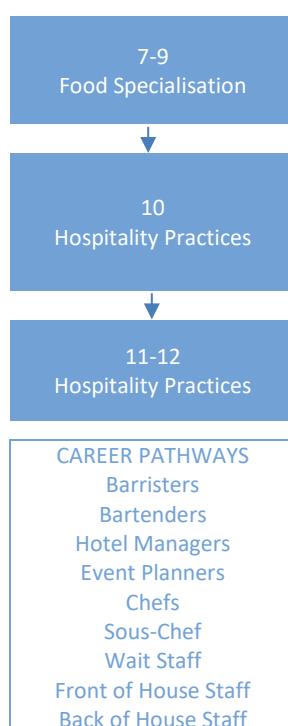 7-9
Food Specialisation
10
Hospitality Practices
11-12
Hospitality Practices
CAREER PATHWAYS
Barristers
Bartenders
Hotel Managers
Event Planners
Chefs
Sous-Chef
Wait Staff
Front of House Staff
Back of House Staff